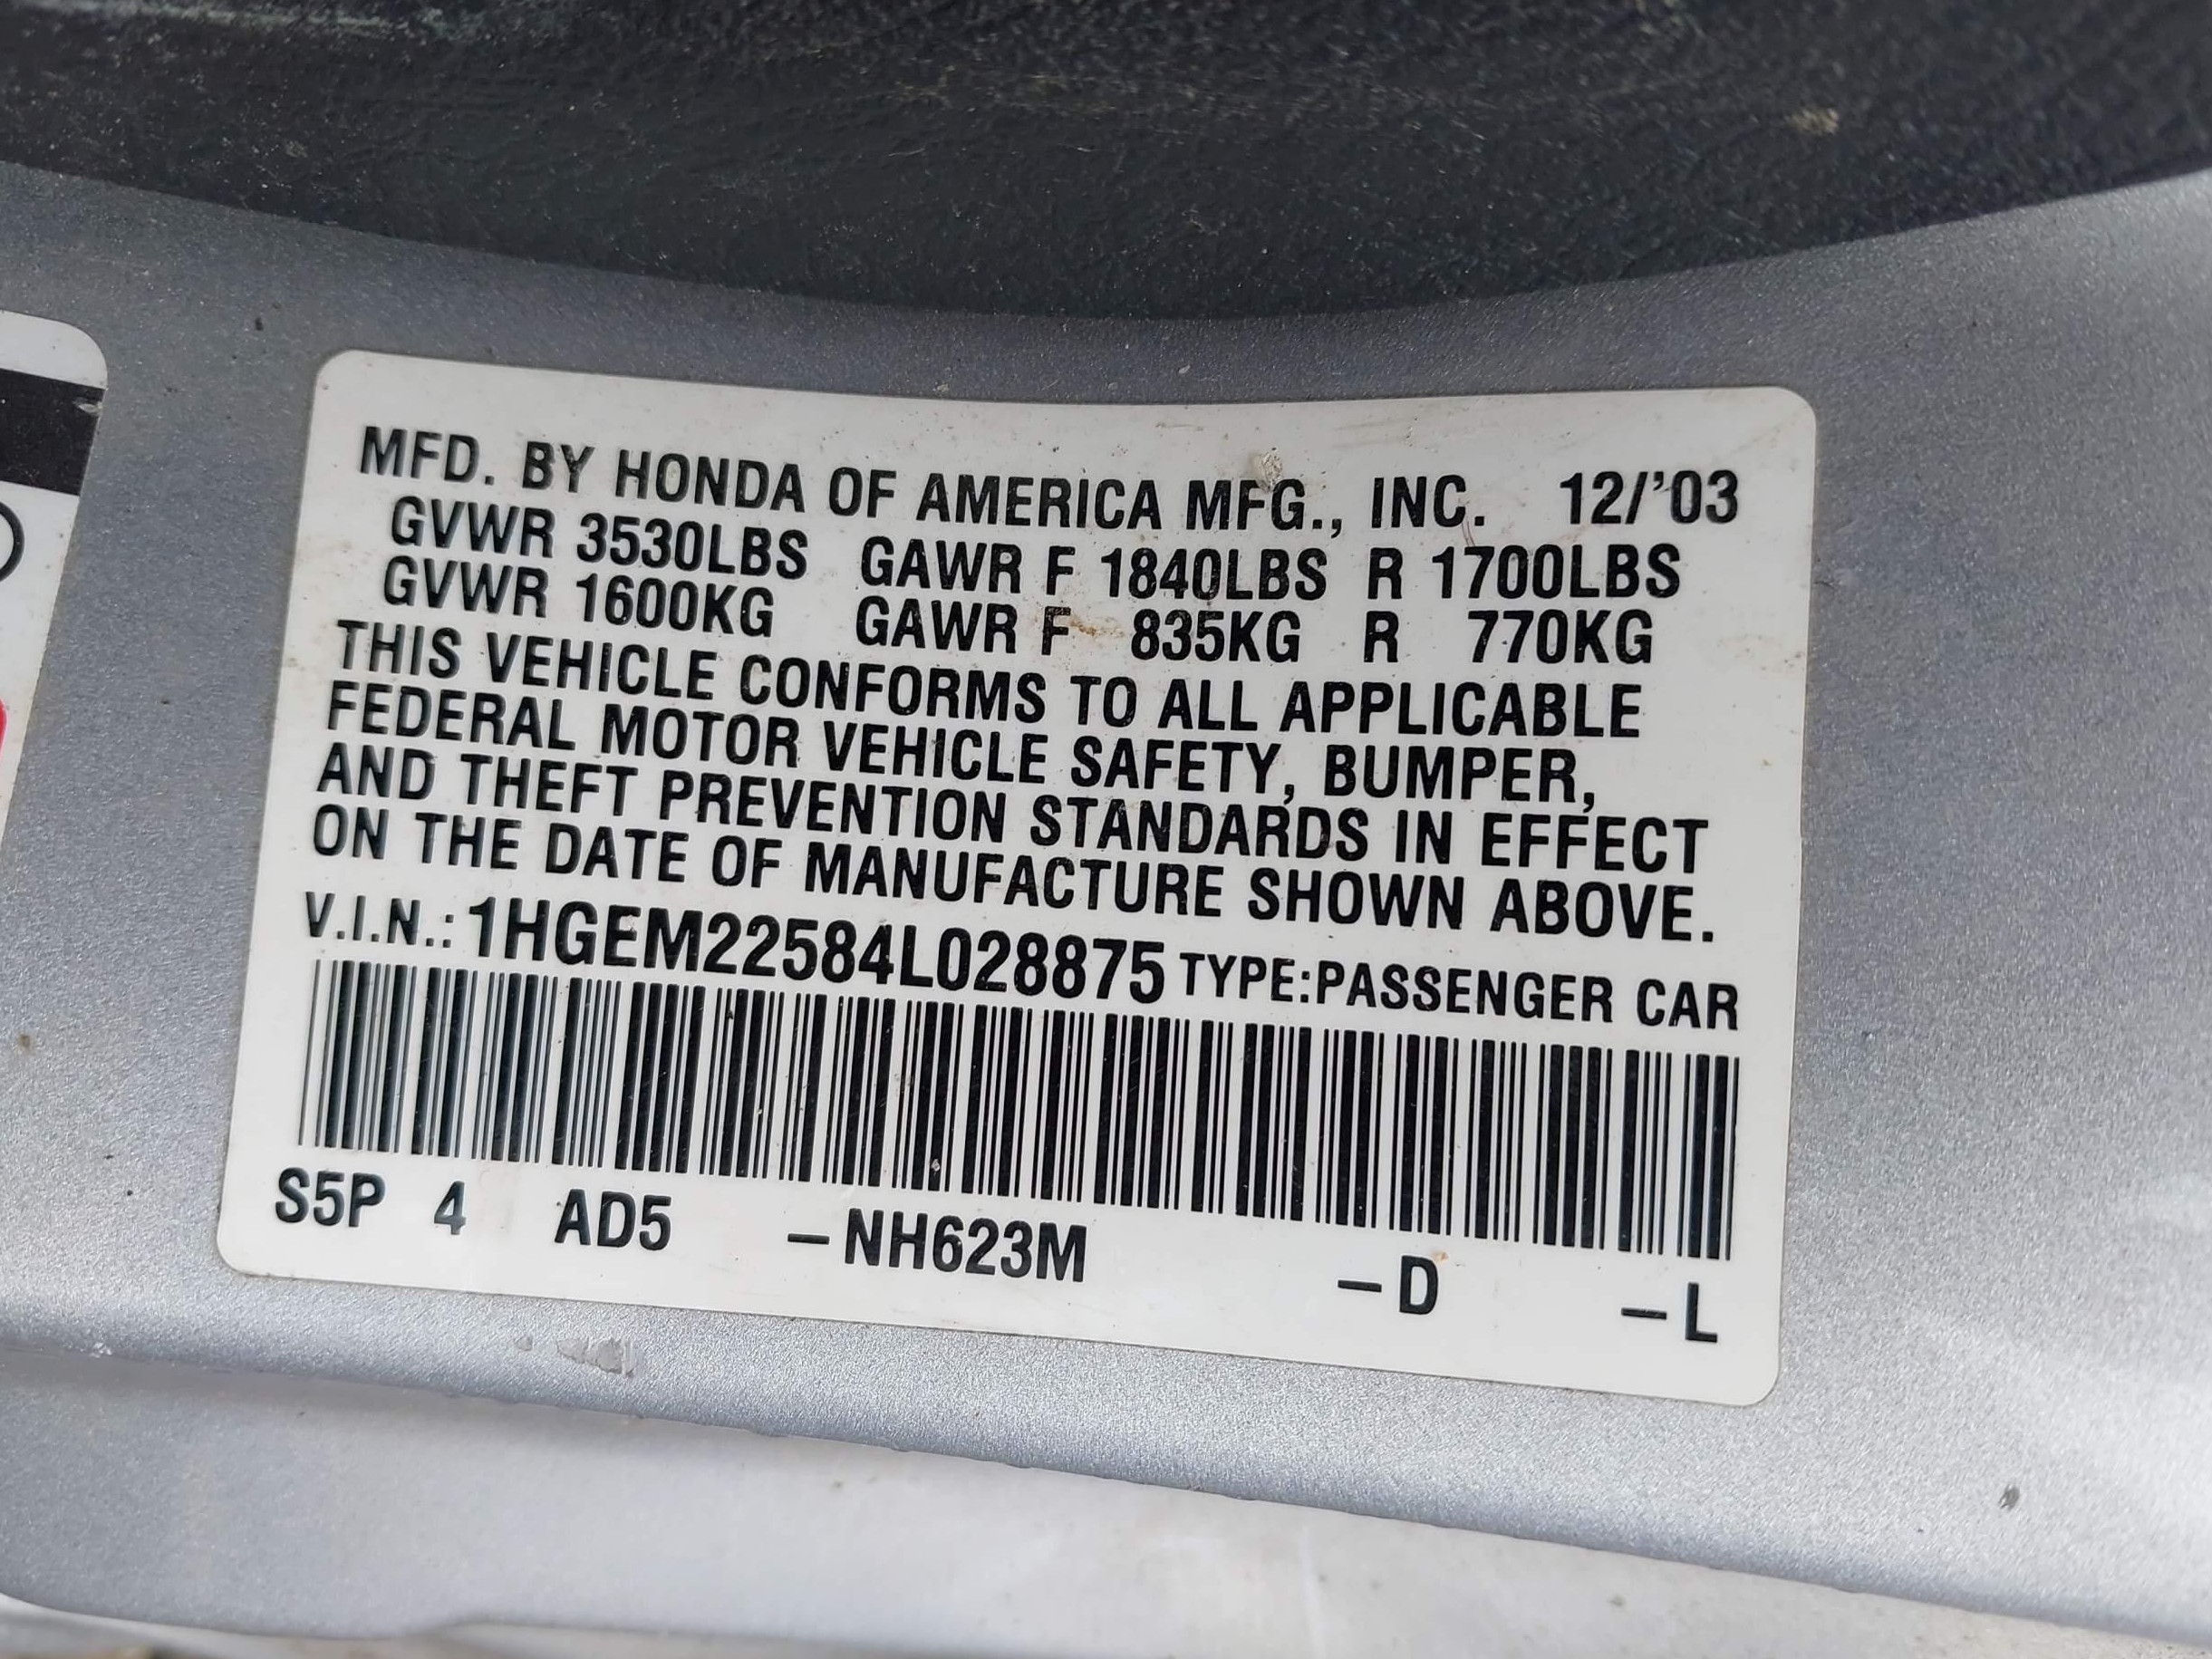 MFD. BY HONDA OF AMERICA MFG., INC. 12/'03
GVWR 3530LBS GAWR F 1840LBS R 1700LBS
GVWR 1600KG GAWR F 835KG R 770KG
THIS VEHICLE CONFORMS TO ALL APPLICABLE
FEDERAL MOTOR VEHICLE SAFETY, BUMPER,
AND THEFT PREVENTION STANDARDS IN EFFECT
ON THE DATE OF MANUFACTURE SHOWN ABOVE.
V.I.N.: 1HGEM22584L028875 TYPE:PASSENGER CAR
S5P 4 AD5 –NH623M –D –L